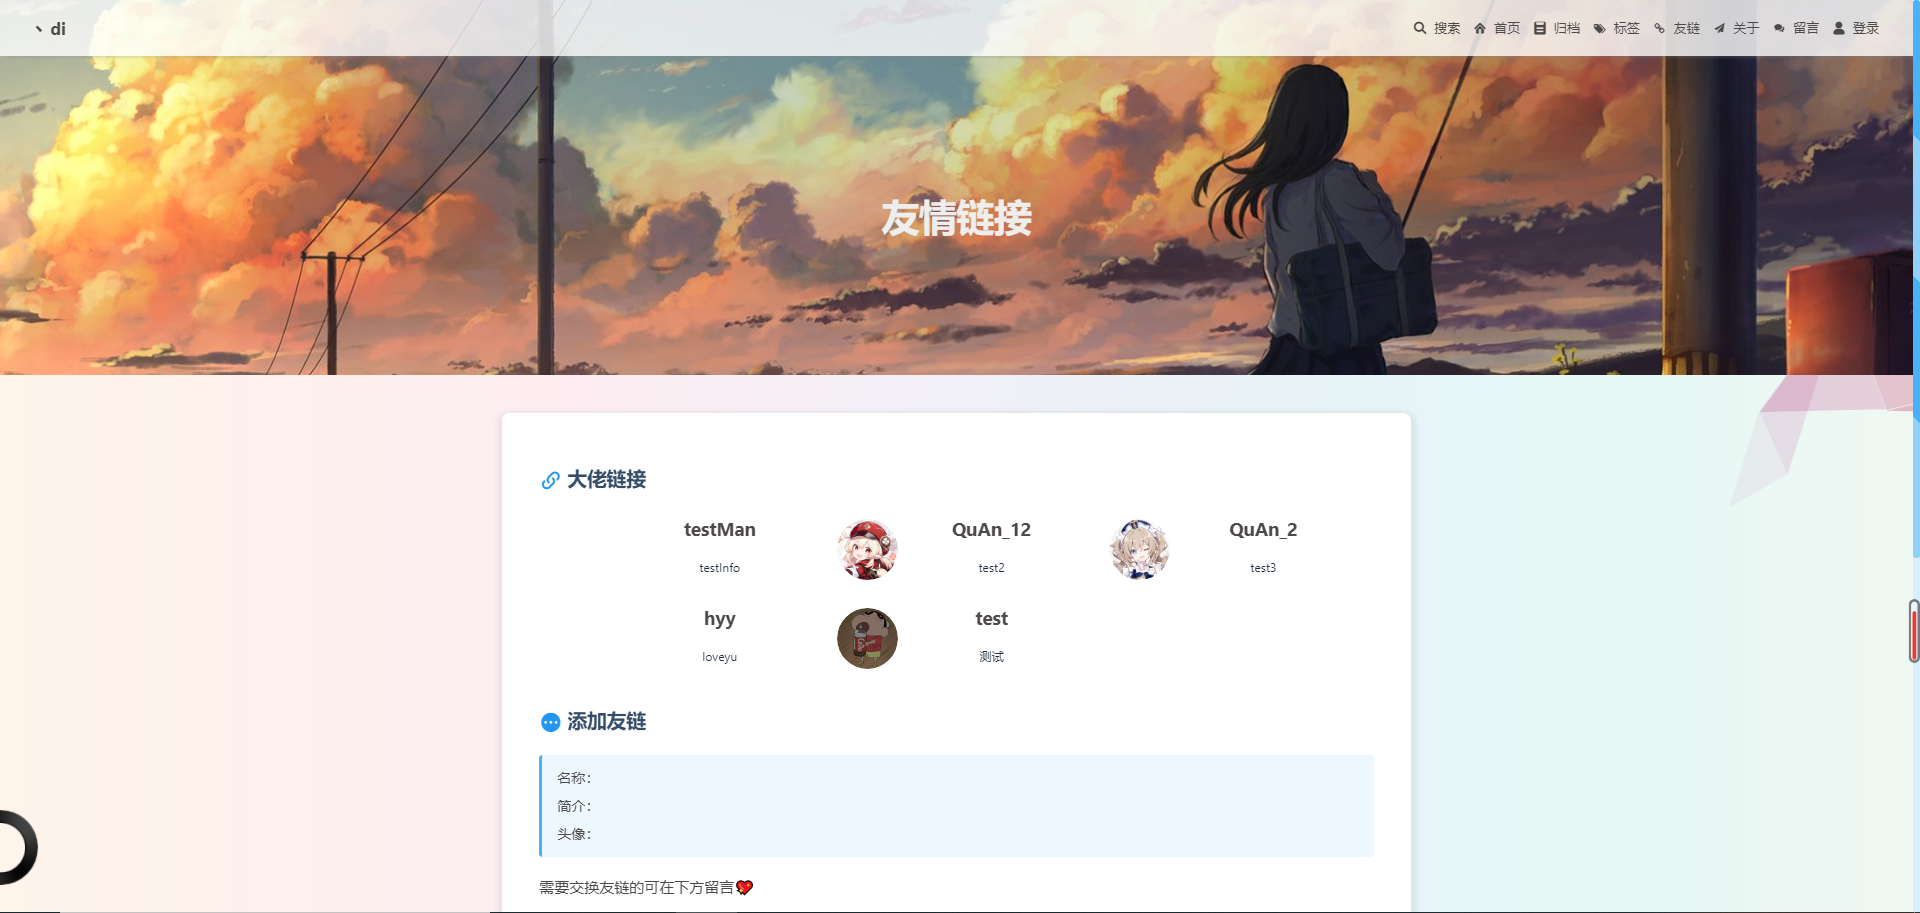 丶 di
搜索 首页 归档 标签 友链 关于 留言 登录
友情链接
大佬链接
testMan QuAn_12 QuAn_2
testInfo test2 test3
hyy test
loveyu 测试
添加友链
名称：
简介：
头像：
需要交换友链的可在下方留言💖